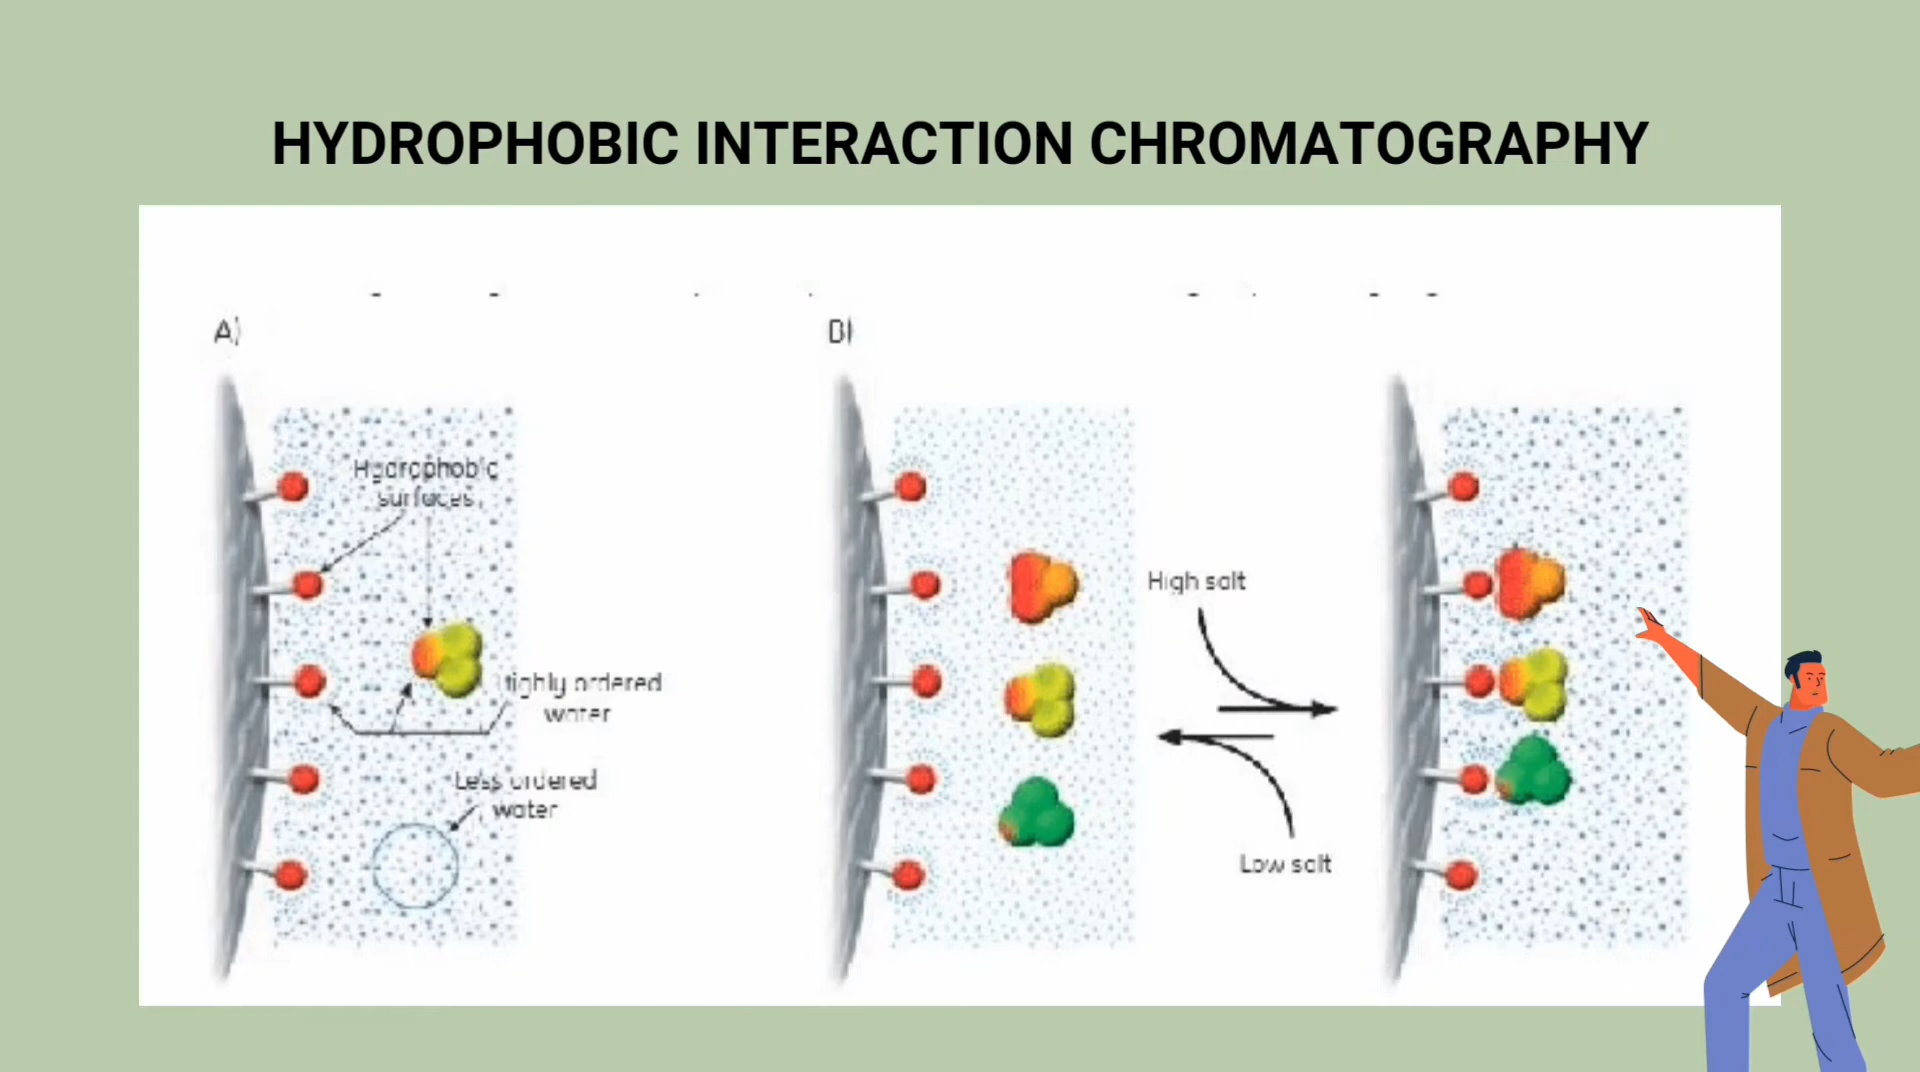 HYDROPHOBIC INTERACTION CHROMATOGRAPHY
A)
Hydrophobic
surfaces
Highly ordered
water
Less ordered
water
B)
High salt
Low salt